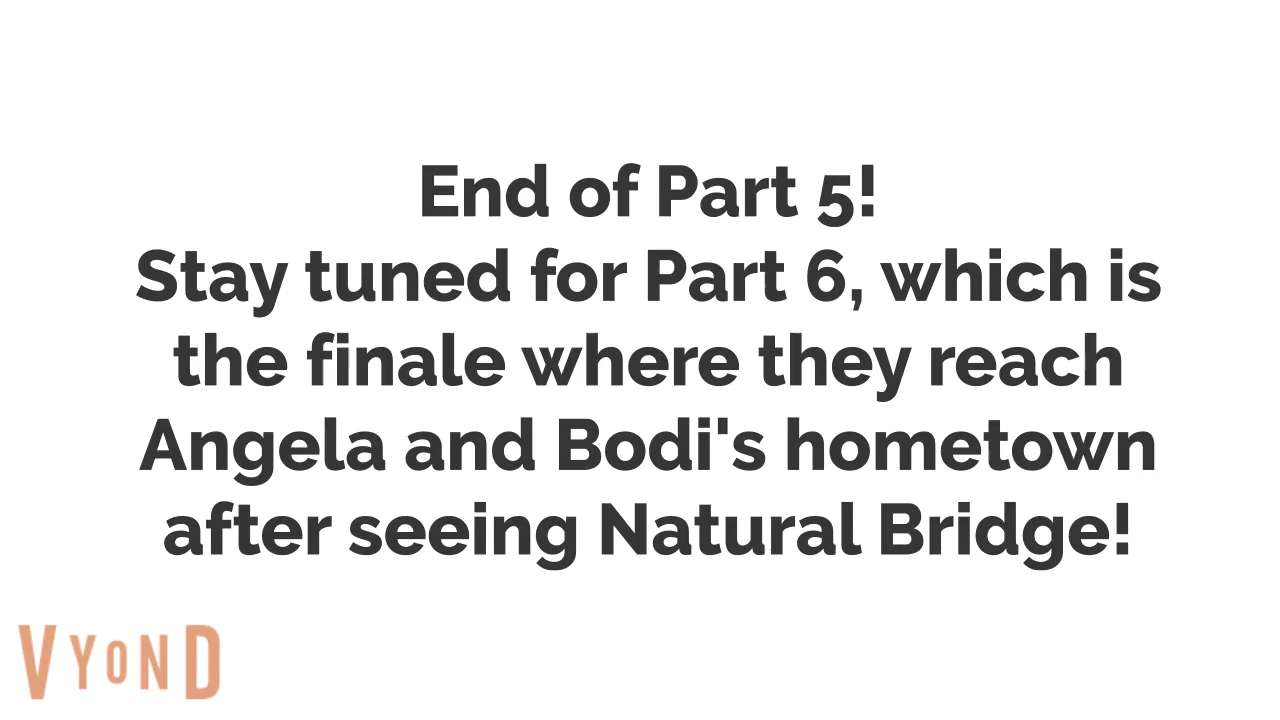 End of Part 5!
Stay tuned for Part 6, which is
the finale where they reach
Angela and Bodi's hometown
after seeing Natural Bridge!
VYOND